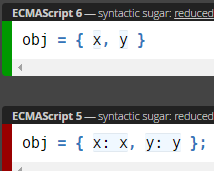 ECMAScript 6 — syntactic sugar: reduced
obj = { x, y }
ECMAScript 5 — syntactic sugar: reduced
obj = { x: x, y: y };